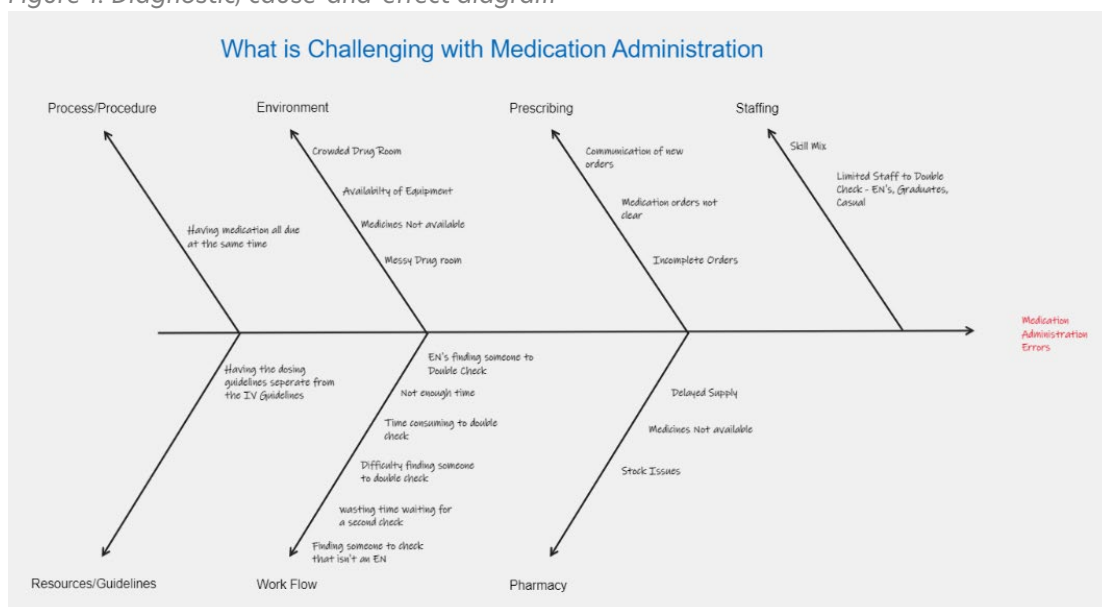 Figure 4. Diagnostic, cause-and-effect diagram
What is Challenging with Medication Administration
Process/Procedure
Environment
Prescribing
Staffing
Having medication all due
at the same time
Crowded Drug Room
Availabilty of Equipment
Medicines Not available
Messy Drug room
Communication of new
orders
Medication orders not
clear
Incomplete Orders
Skill Mix
Limited Staff to Double
Check - EN's, Graduates,
Casual
Medication
Administration
Errors
Having the dosing
guidelines seperate from
the IV Guidelines
EN's finding someone to
Double Check
Not enough time
Time consuming to double
check
Difficulty finding someone
to double check
wasting time waiting for
a second check
Finding someone to check
that isn't an EN
Delayed Supply
Medicines Not available
Stock Issues
Resources/Guidelines
Work Flow
Pharmacy